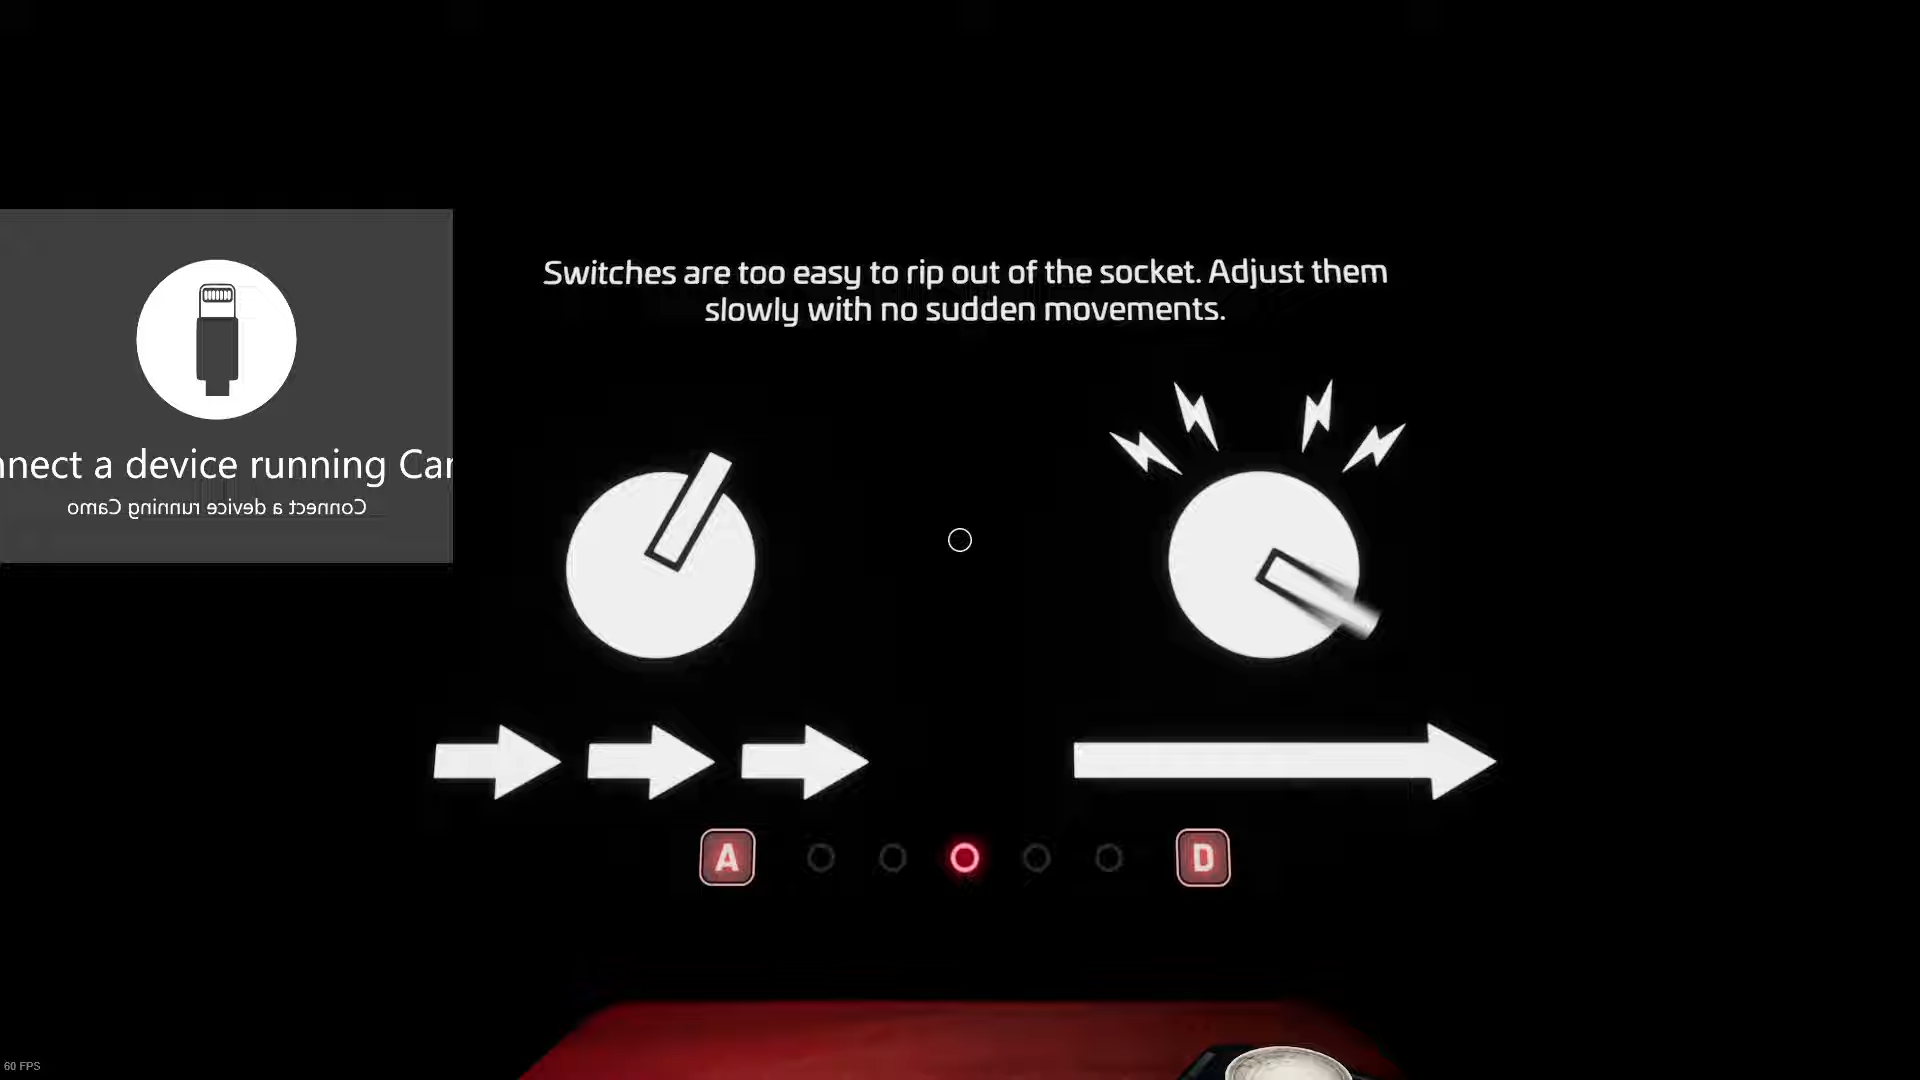 Switches are too easy to rip out of the socket. Adjust them
slowly with no sudden movements.
nnect a device running Car
Connect a device running Camo
A
D
60 FPS